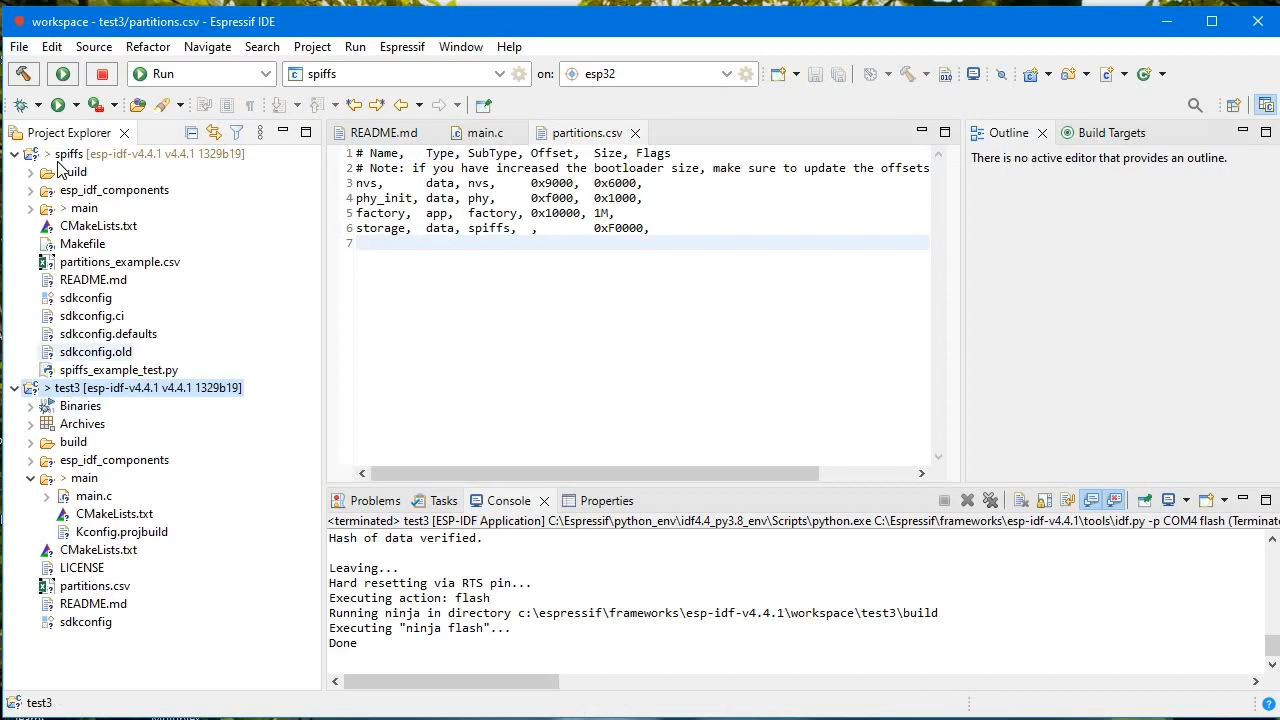 workspace - test3/partitions.csv - Espressif IDE
File Edit Source Refactor Navigate Search Project Run Espressif Window Help
Run spiffs on: esp32
Project Explorer
> spiffs [esp-idf-v4.4.1 v4.4.1 1329b19]
build
esp_idf_components
> main
CMakeLists.txt
Makefile
partitions_example.csv
README.md
sdkconfig
sdkconfig.ci
sdkconfig.defaults
sdkconfig.old
spiffs_example_test.py
> test3 [esp-idf-v4.4.1 v4.4.1 1329b19]
Binaries
Archives
build
esp_idf_components
> main
main.c
CMakeLists.txt
Kconfig.projbuild
CMakeLists.txt
LICENSE
partitions.csv
README.md
sdkconfig
README.md main.c partitions.csv
1 # Name, Type, SubType, Offset, Size, Flags
2 # Note: if you have increased the bootloader size, make sure to update the offsets
3 nvs, data, nvs, 0x9000, 0x6000,
4 phy_init, data, phy, 0xf000, 0x1000,
5 factory, app, factory, 0x10000, 1M,
6 storage, data, spiffs, , 0xF0000,
7
Outline Build Targets
There is no active editor that provides an outline.
Problems Tasks Console Properties
<terminated> test3 [ESP-IDF Application] C:\Espressif\python_env\idf4.4_py3.8_env\Scripts\python.exe C:\Espressif\frameworks\esp-idf-v4.4.1\tools\idf.py -p COM4 flash (Termina
Hash of data verified.
Leaving...
Hard resetting via RTS pin...
Executing action: flash
Running ninja in directory c:\espressif\frameworks\esp-idf-v4.4.1\workspace\test3\build
Executing "ninja flash"...
Done
test3